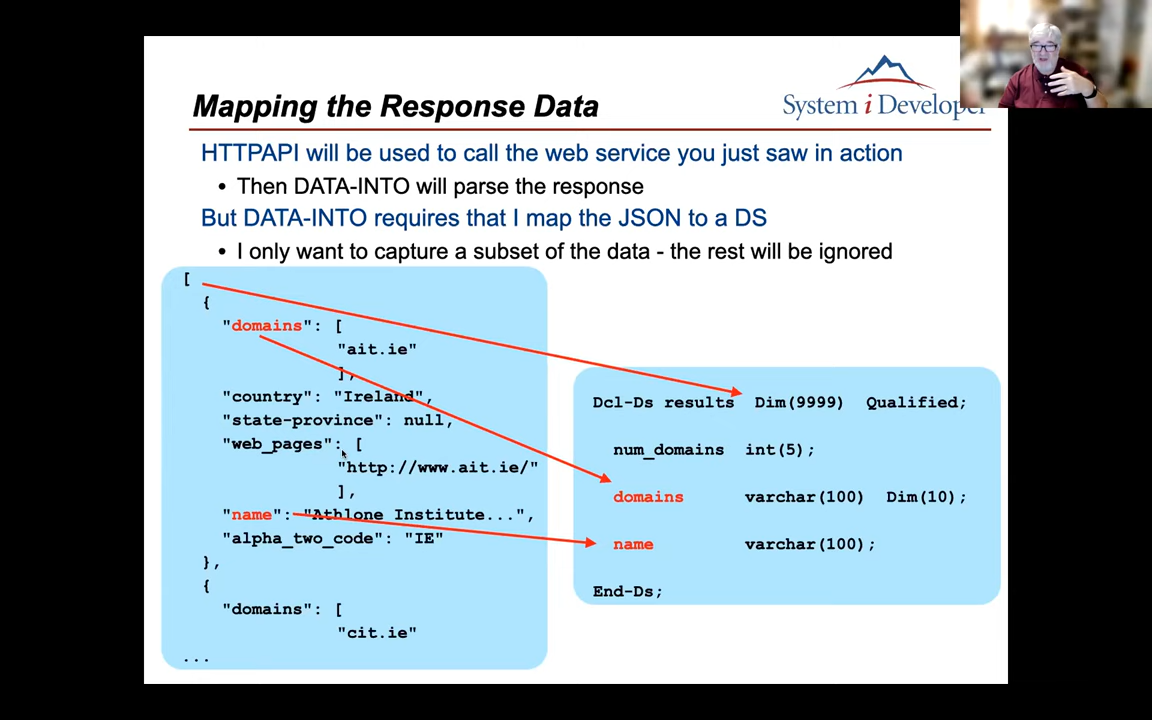 Mapping the Response Data
System i Developer
HTTPAPI will be used to call the web service you just saw in action
• Then DATA-INTO will parse the response
But DATA-INTO requires that I map the JSON to a DS
• I only want to capture a subset of the data - the rest will be ignored
[
{
"domains": [
"ait.ie"
],
"country": "Ireland",
"state-province": null,
"web_pages": [
"http://www.ait.ie/"
],
"name": "Athlone Institute...",
"alpha_two_code": "IE"
},
{
"domains": [
"cit.ie"
...
Dcl-Ds results Dim(9999) Qualified;
num_domains int(5);
domains varchar(100) Dim(10);
name varchar(100);
End-Ds;